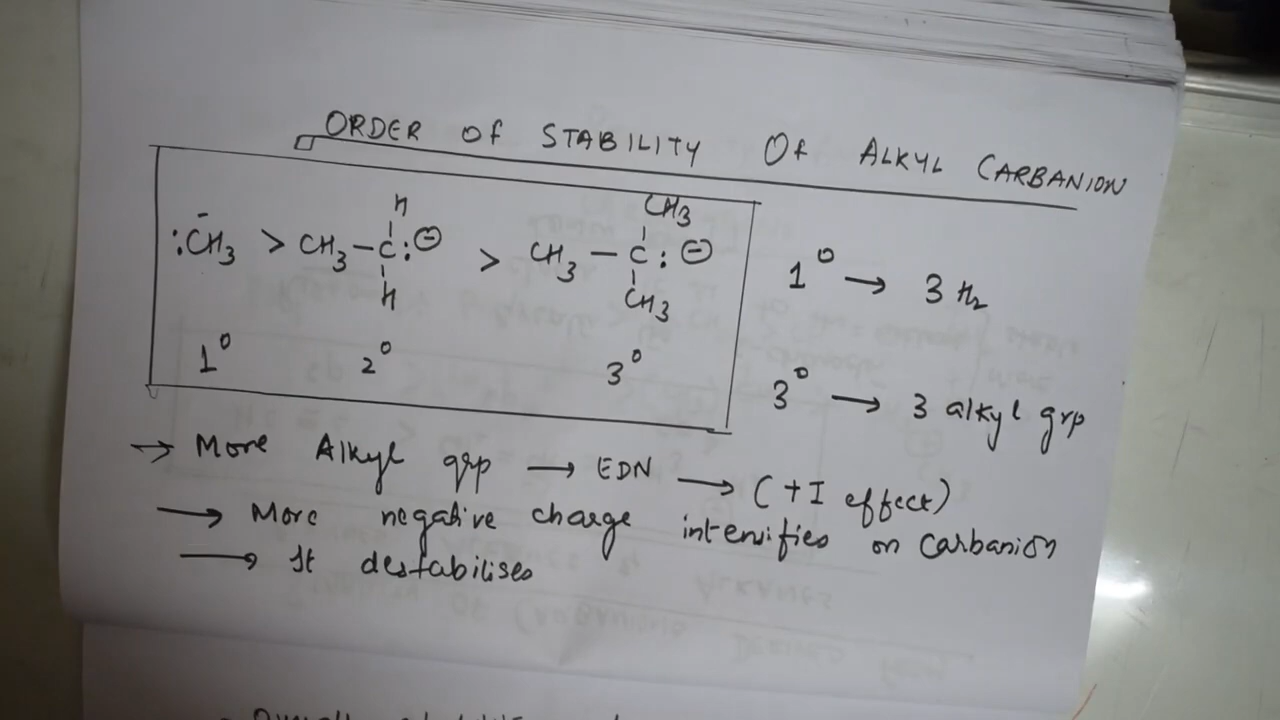 ORDER Of STABILITY Of ALKYL CARBANION
:C̄H3 > CH3–C:⊖ > CH3–C:⊖
H
H
CH3
CH3
1° 2° 3°
1° → 3 H2
3° → 3 alkyl grp
→ More Alkyl grp → EDN → (+I effect)
→ More negative charge intensifies on carbanion
→ It destabilises